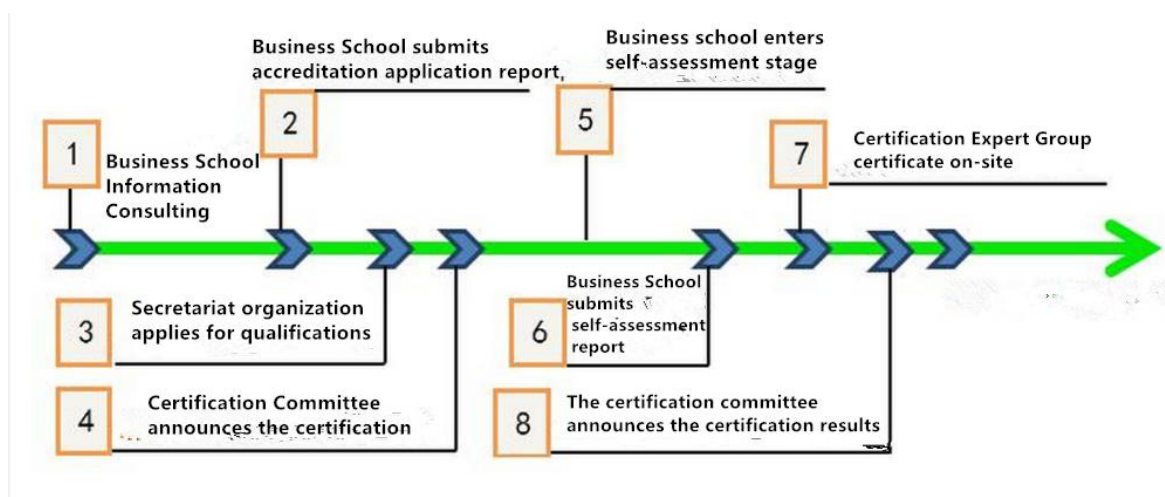 1
Business School
Information
Consulting
2
Business School submits
accreditation application report,
3
Secretariat organization
applies for qualifications
4
Certification Committee
announces the certification
5
Business school enters
self-assessment stage
6
Business School
submits
self-assessment
report
7
Certification Expert Group
certificate on-site
8
The certification committee
announces the certification results